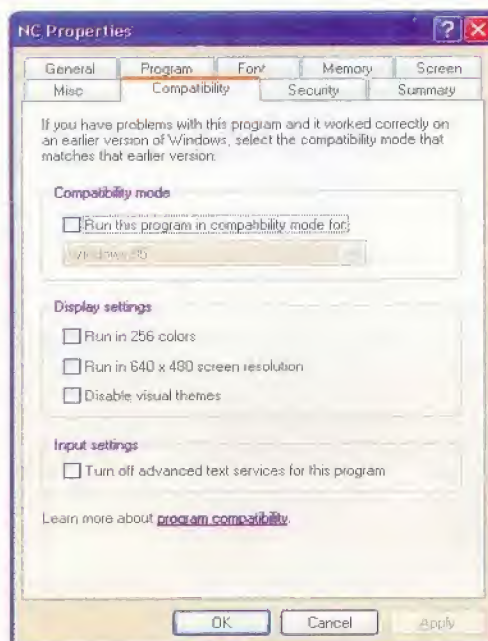 NC Properties
General Program Font Memory Screen
Misc Compatibility Security Summary
If you have problems with this program and it worked correctly on
an earlier version of Windows, select the compatibility mode that
matches that earlier version.
Compatibility mode
Run this program in compatibility mode for:
Windows 95
Display settings
Run in 256 colors
Run in 640 x 480 screen resolution
Disable visual themes
Input settings
Turn off advanced text services for this program
Learn more about program compatibility.
OK Cancel Apply